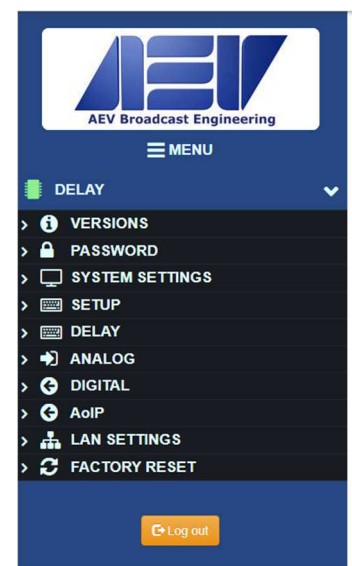 AEV
AEV Broadcast Engineering
MENU
DELAY
VERSIONS
PASSWORD
SYSTEM SETTINGS
SETUP
DELAY
ANALOG
DIGITAL
AoIP
LAN SETTINGS
FACTORY RESET
Log out